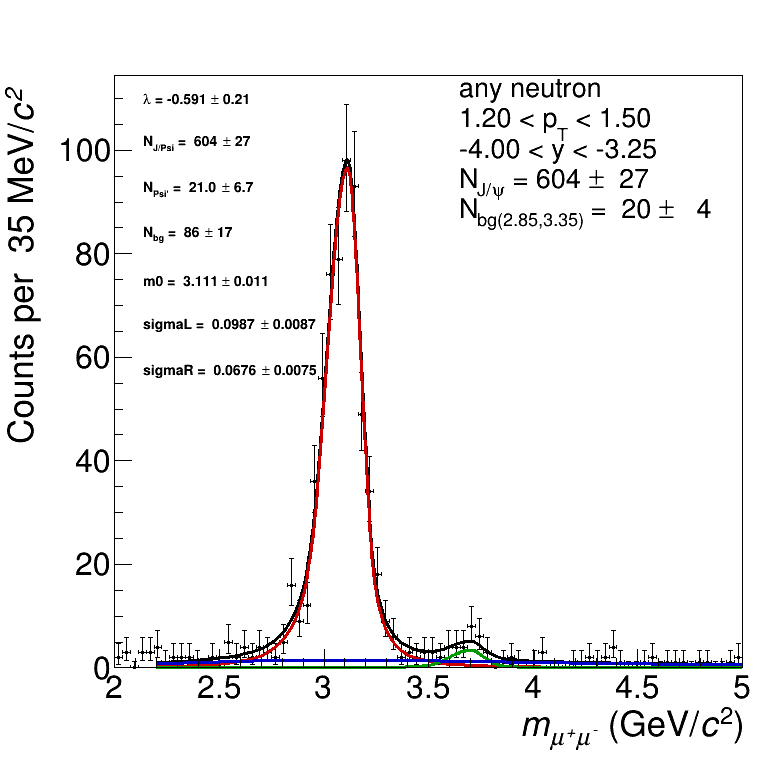 any neutron
λ = -0.591 ± 0.21
1.20 < p_T < 1.50
N_J/Psi = 604 ± 27
-4.00 < y < -3.25
N_Psi' = 21.0 ± 6.7
N_J/ψ = 604 ± 27
N_bg(2.85,3.35) = 20 ± 4
N_bg = 86 ± 17
m0 = 3.111 ± 0.011
sigmaL = 0.0987 ± 0.0087
sigmaR = 0.0676 ± 0.0075
Counts per 35 MeV/c²
100
80
60
40
20
0
2 2.5 3 3.5 4 4.5 5
m_μ⁺μ⁻ (GeV/c²)